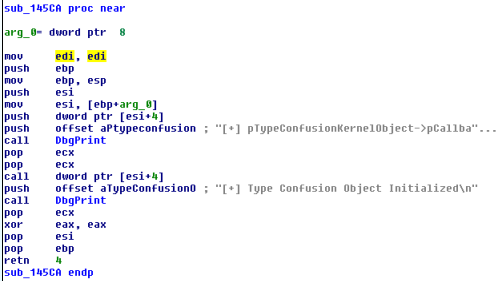 sub_145CA proc near
arg_0= dword ptr  8
mov     edi, edi
push    ebp
mov     ebp, esp
push    esi
mov     esi, [ebp+arg_0]
push    dword ptr [esi+4]
push    offset aPtypeconfusion ; "[+] pTypeConfusionKernelObject->pCallba"...
call    DbgPrint
pop     ecx
pop     ecx
call    dword ptr [esi+4]
push    offset aTypeConfusionO ; "[+] Type Confusion Object Initialized\n"
call    DbgPrint
pop     ecx
xor     eax, eax
pop     esi
pop     ebp
retn    4
sub_145CA endp